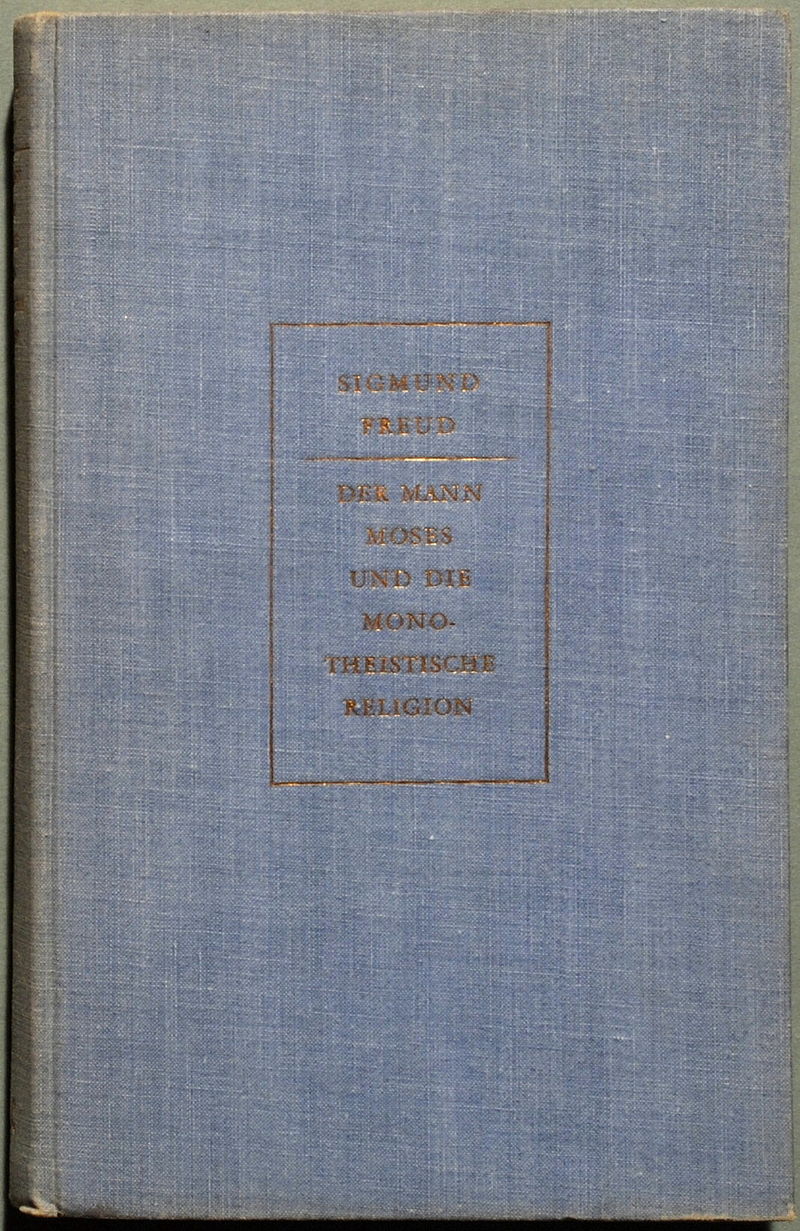 SIGMUND
FREUD
DER MANN
MOSES
UND DIE
MONO-
THEISTISCHE
RELIGION